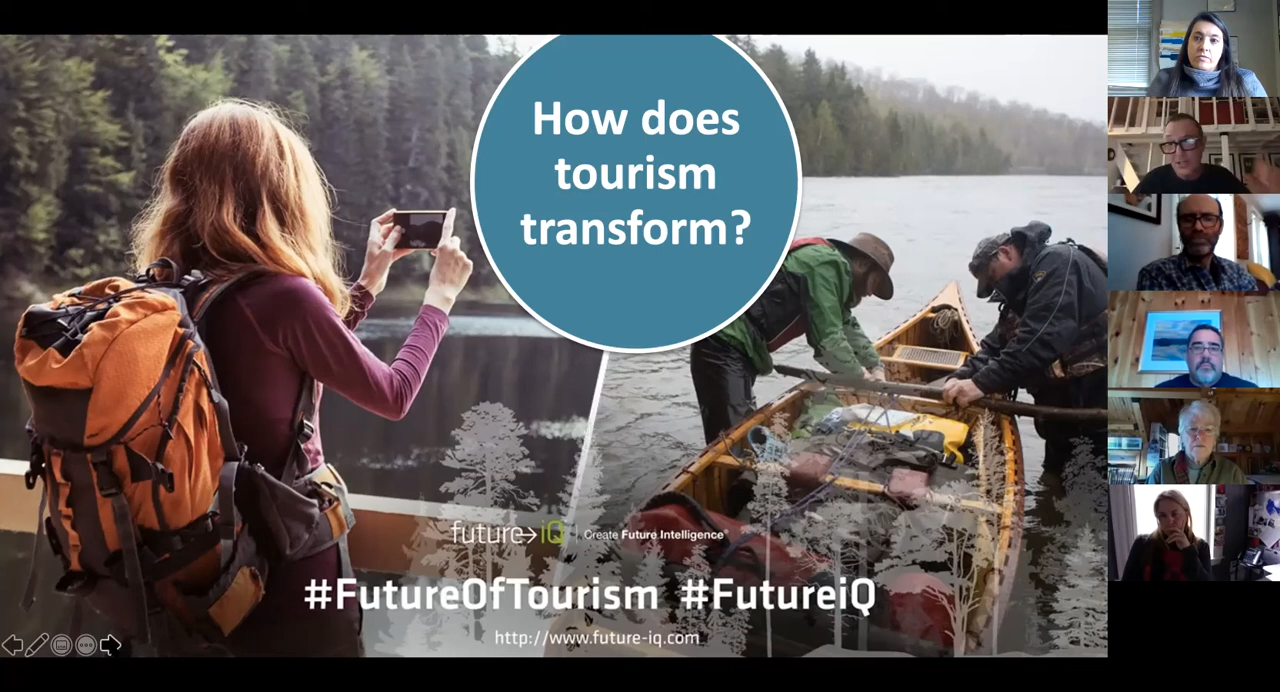 How does
tourism
transform?
future→iQ | Create Future Intelligence®
#FutureOfTourism #FutureiQ
http://www.future-iq.com